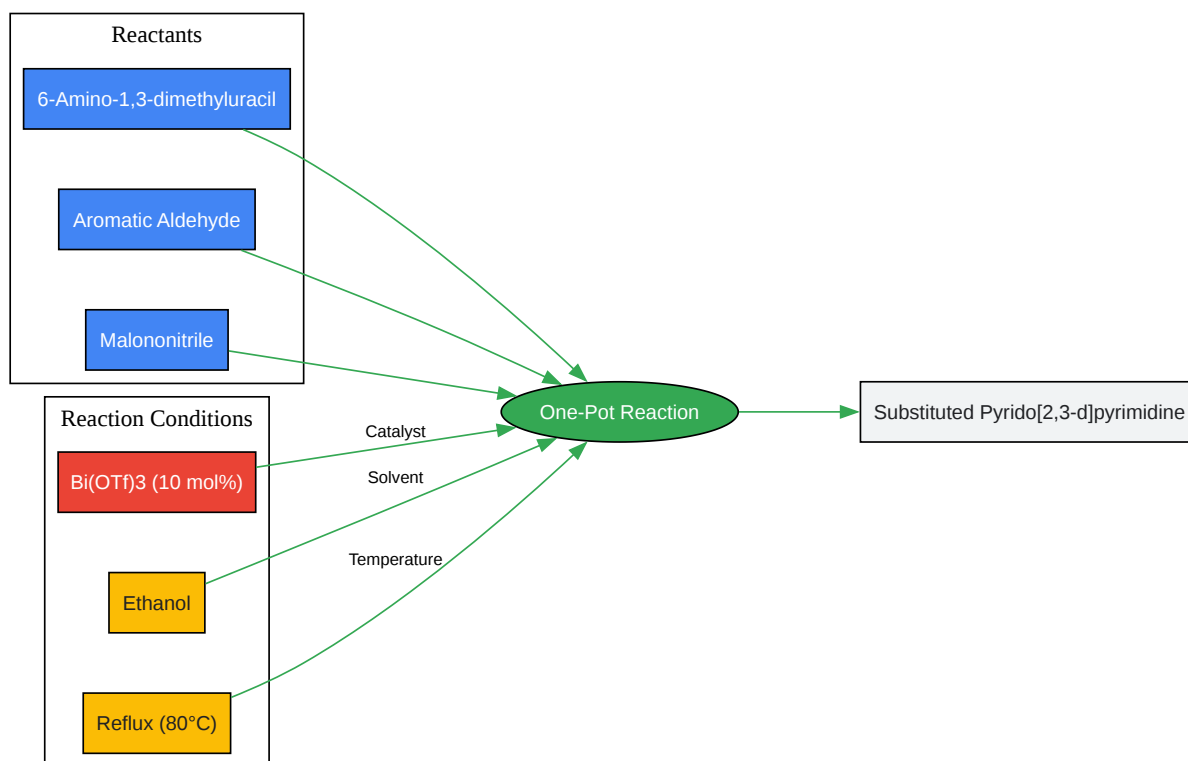 Reactants
6-Amino-1,3-dimethyluracil
Aromatic Aldehyde
Malononitrile
Reaction Conditions
Bi(OTf)3 (10 mol%)
Ethanol
Reflux (80°C)
Catalyst
Solvent
Temperature
One-Pot Reaction
Substituted Pyrido[2,3-d]pyrimidine